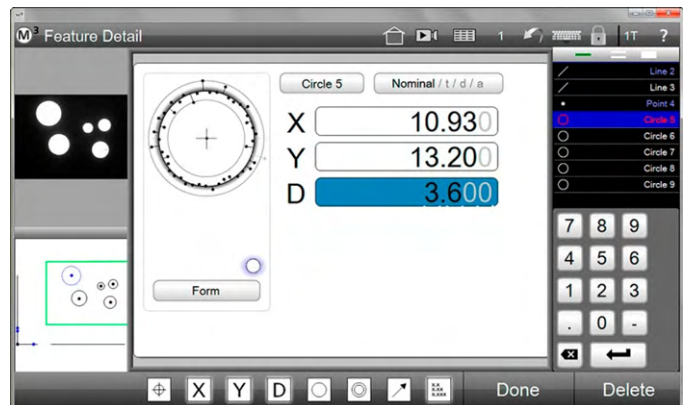 M³ Feature Detail
1
1T
?
Circle 5
Nominal / t / d / a
X 10.930
Y 13.200
D 3.600
Form
Line 2
Line 3
Point 4
Circle 5
Circle 6
Circle 7
Circle 8
Circle 9
7 8 9
4 5 6
1 2 3
. 0 -
X Y D
X.X
X.XX
X.XXX
Done
Delete